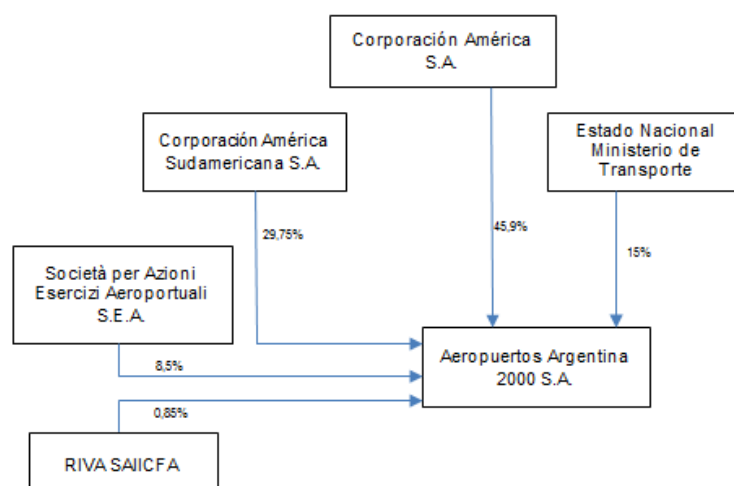 Corporación América
S.A.
Corporación América
Sudamericana S.A.
Estado Nacional
Ministerio de
Transporte
29,75%
45,9%
15%
Società per Azioni
Esercizi Aeroportuali
S.E.A.
Aeropuertos Argentina
2000 S.A.
8,5%
0,85%
RIVA SAIICFA